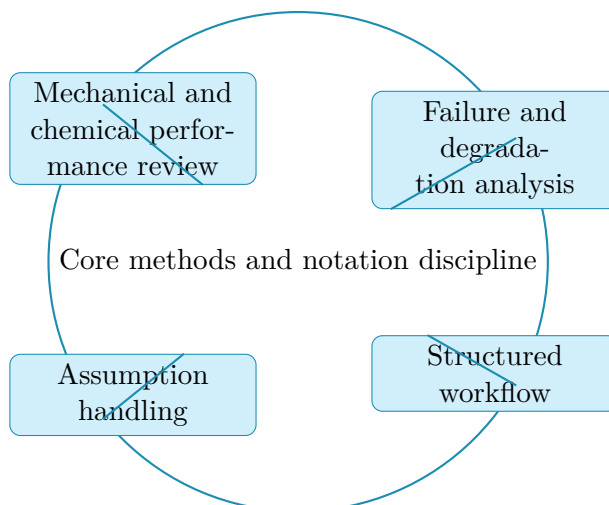 Mechanical and
chemical perfor-
mance review
Failure and
degrada-
tion analysis
Core methods and notation discipline
Assumption
handling
Structured
workflow